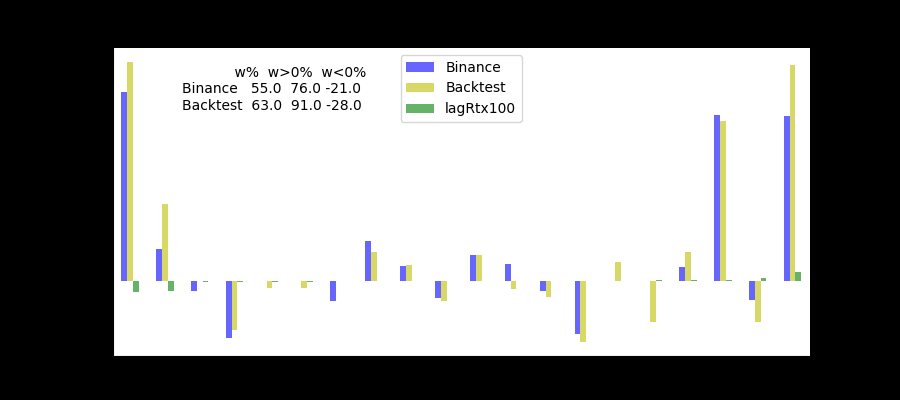 w%  w>0%  w<0%
Binance   55.0  76.0 -21.0
Backtest  63.0  91.0 -28.0
Binance
Backtest
lagRtx100